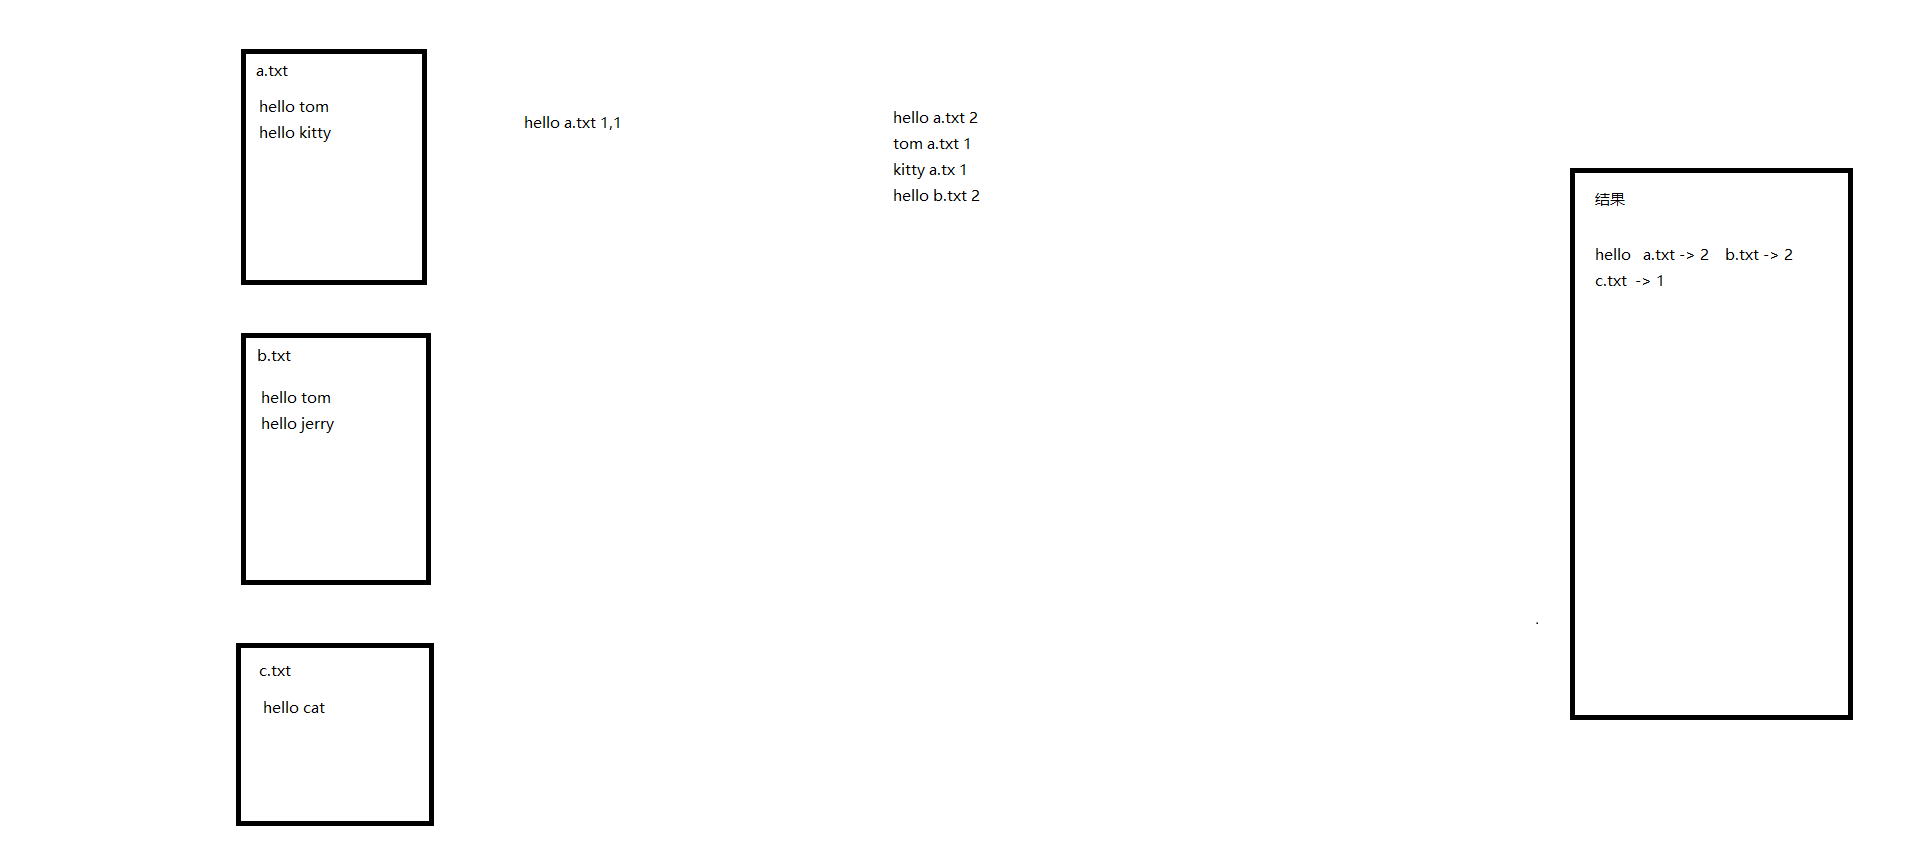 a.txt
hello tom
hello kitty
hello a.txt 1,1
hello a.txt 2
tom a.txt 1
kitty a.tx 1
hello b.txt 2
b.txt
hello tom
hello jerry
c.txt
hello cat
结果
hello a.txt -> 2 b.txt -> 2
c.txt -> 1